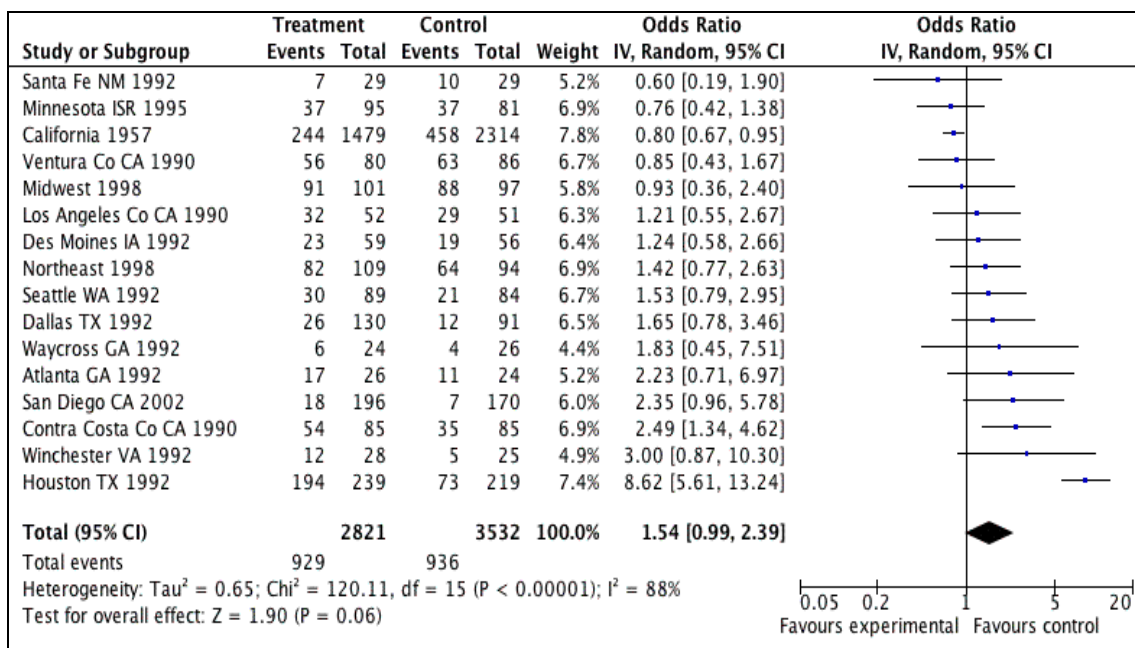 Treatment Control Odds Ratio Odds Ratio
Study or Subgroup Events Total Events Total Weight IV, Random, 95% CI IV, Random, 95% CI
Santa Fe NM 1992 7 29 10 29 5.2% 0.60 [0.19, 1.90]
Minnesota ISR 1995 37 95 37 81 6.9% 0.76 [0.42, 1.38]
California 1957 244 1479 458 2314 7.8% 0.80 [0.67, 0.95]
Ventura Co CA 1990 56 80 63 86 6.7% 0.85 [0.43, 1.67]
Midwest 1998 91 101 88 97 5.8% 0.93 [0.36, 2.40]
Los Angeles Co CA 1990 32 52 29 51 6.3% 1.21 [0.55, 2.67]
Des Moines IA 1992 23 59 19 56 6.4% 1.24 [0.58, 2.66]
Northeast 1998 82 109 64 94 6.9% 1.42 [0.77, 2.63]
Seattle WA 1992 30 89 21 84 6.7% 1.53 [0.79, 2.95]
Dallas TX 1992 26 130 12 91 6.5% 1.65 [0.78, 3.46]
Waycross GA 1992 6 24 4 26 4.4% 1.83 [0.45, 7.51]
Atlanta GA 1992 17 26 11 24 5.2% 2.23 [0.71, 6.97]
San Diego CA 2002 18 196 7 170 6.0% 2.35 [0.96, 5.78]
Contra Costa Co CA 1990 54 85 35 85 6.9% 2.49 [1.34, 4.62]
Winchester VA 1992 12 28 5 25 4.9% 3.00 [0.87, 10.30]
Houston TX 1992 194 239 73 219 7.4% 8.62 [5.61, 13.24]
Total (95% CI) 2821 3532 100.0% 1.54 [0.99, 2.39]
Total events 929 936
Heterogeneity: Tau² = 0.65; Chi² = 120.11, df = 15 (P < 0.00001); I² = 88%
Test for overall effect: Z = 1.90 (P = 0.06)
0.05 0.2 1 5 20
Favours experimental Favours control